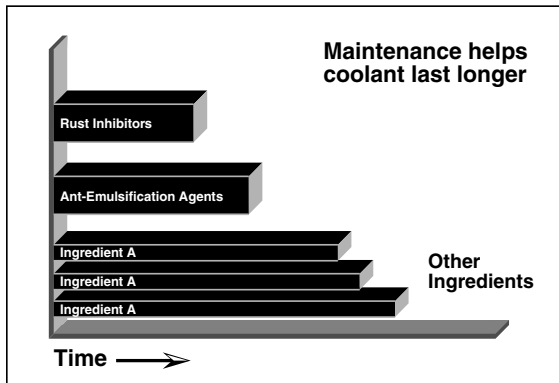 Maintenance helps
coolant last longer
Rust Inhibitors
Ant-Emulsification Agents
Ingredient A
Ingredient A
Ingredient A
Other
Ingredients
Time